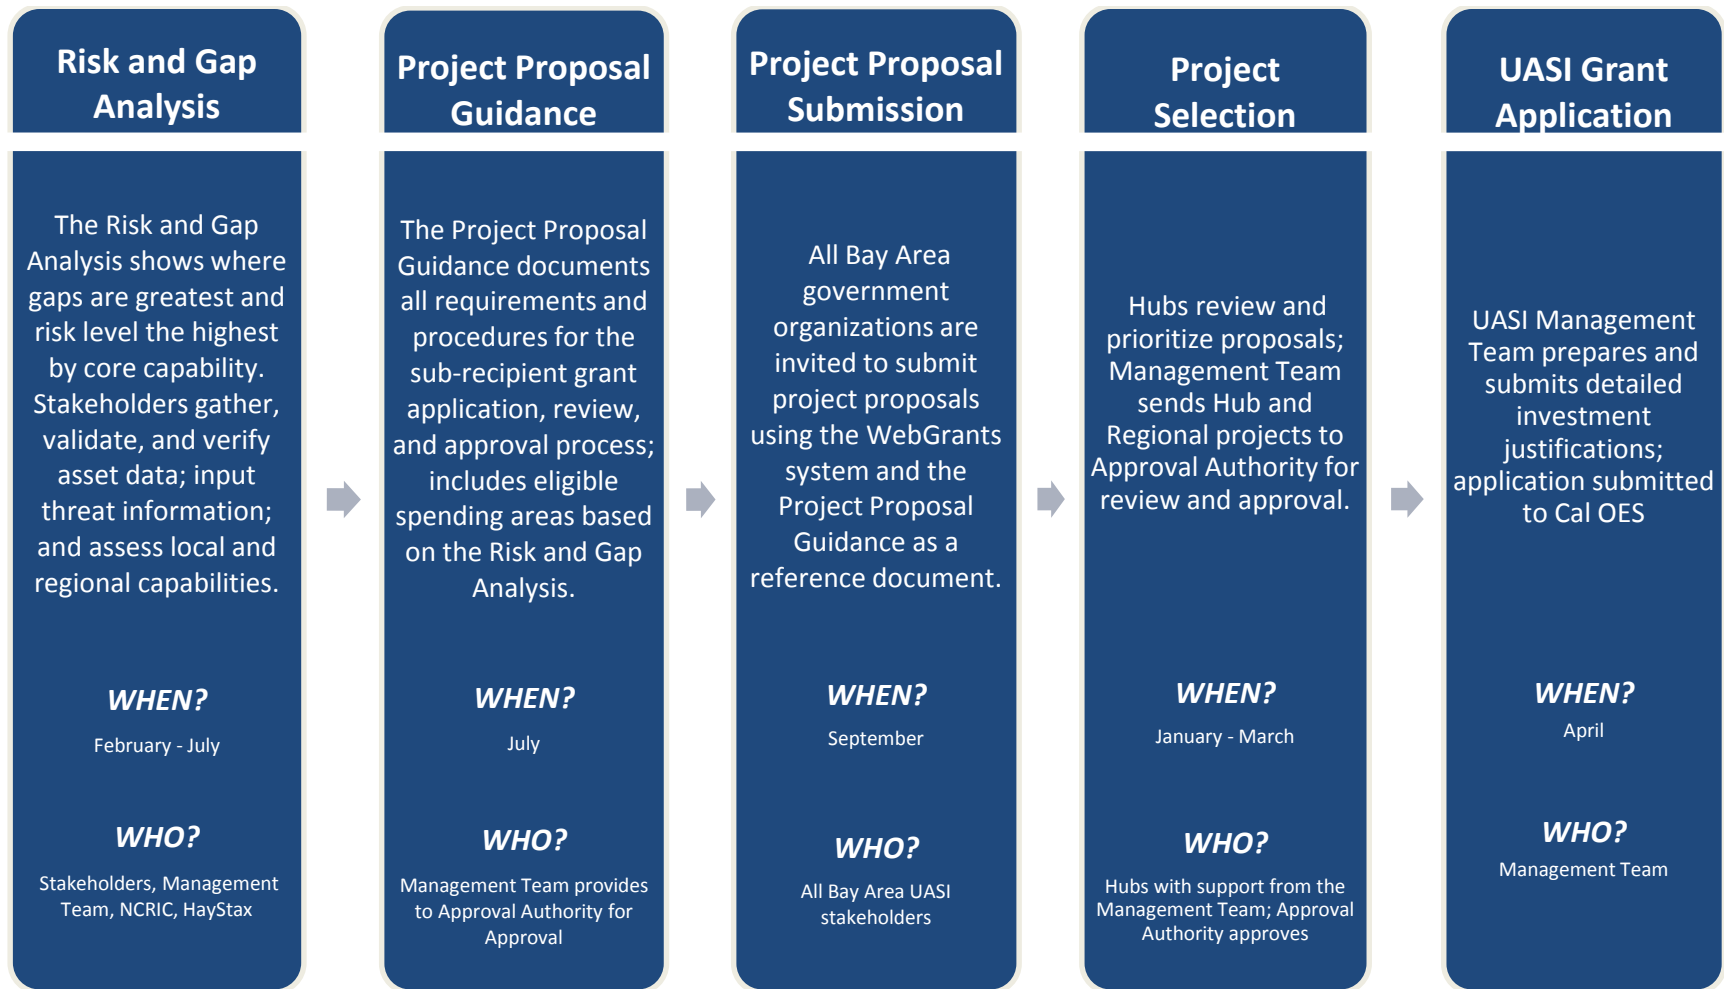 Risk and Gap
Analysis
The Risk and Gap
Analysis shows where
gaps are greatest and
risk level the highest
by core capability.
Stakeholders gather,
validate, and verify
asset data; input
threat information;
and assess local and
regional capabilities.
WHEN?
February - July
WHO?
Stakeholders, Management
Team, NCRIC, HayStax
Project Proposal
Guidance
The Project Proposal
Guidance documents
all requirements and
procedures for the
sub-recipient grant
application, review,
and approval process;
includes eligible
spending areas based
on the Risk and Gap
Analysis.
WHEN?
July
WHO?
Management Team provides
to Approval Authority for
Approval
Project Proposal
Submission
All Bay Area
government
organizations are
invited to submit
project proposals
using the WebGrants
system and the
Project Proposal
Guidance as a
reference document.
WHEN?
September
WHO?
All Bay Area UASI
stakeholders
Project
Selection
Hubs review and
prioritize proposals;
Management Team
sends Hub and
Regional projects to
Approval Authority for
review and approval.
WHEN?
January - March
WHO?
Hubs with support from the
Management Team; Approval
Authority approves
UASI Grant
Application
UASI Management
Team prepares and
submits detailed
investment
justifications;
application submitted
to Cal OES
WHEN?
April
WHO?
Management Team